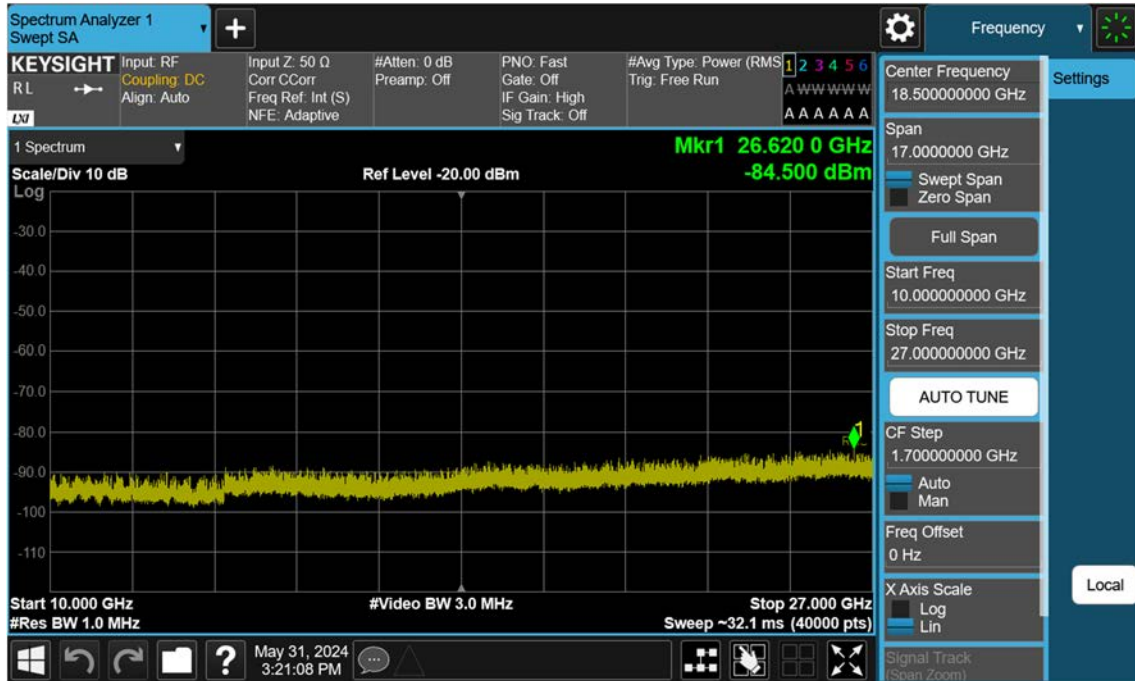 Spectrum Analyzer 1
Swept SA
Frequency
KEYSIGHT
R L
LXI
Input: RF
Coupling: DC
Align: Auto
Input Z: 50 Ω
Corr CCorr
Freq Ref: Int (S)
NFE: Adaptive
#Atten: 0 dB
Preamp: Off
PNO: Fast
Gate: Off
IF Gain: High
Sig Track: Off
#Avg Type: Power (RMS
Trig: Free Run
1 2 3 4 5 6
A W W W W W
A A A A A A
1 Spectrum
Scale/Div 10 dB
Log
Ref Level -20.00 dBm
Mkr1 26.620 0 GHz
-84.500 dBm
-30.0
-40.0
-50.0
-60.0
-70.0
-80.0
-90.0
-100
-110
1
Start 10.000 GHz
#Res BW 1.0 MHz
#Video BW 3.0 MHz
Stop 27.000 GHz
Sweep ~32.1 ms (40000 pts)
Center Frequency
18.500000000 GHz
Span
17.0000000 GHz
Swept Span
Zero Span
Full Span
Start Freq
10.000000000 GHz
Stop Freq
27.000000000 GHz
AUTO TUNE
CF Step
1.700000000 GHz
Auto
Man
Freq Offset
0 Hz
X Axis Scale
Log
Lin
Signal Track
(Span Zoom)
Settings
Local
?
May 31, 2024
3:21:08 PM